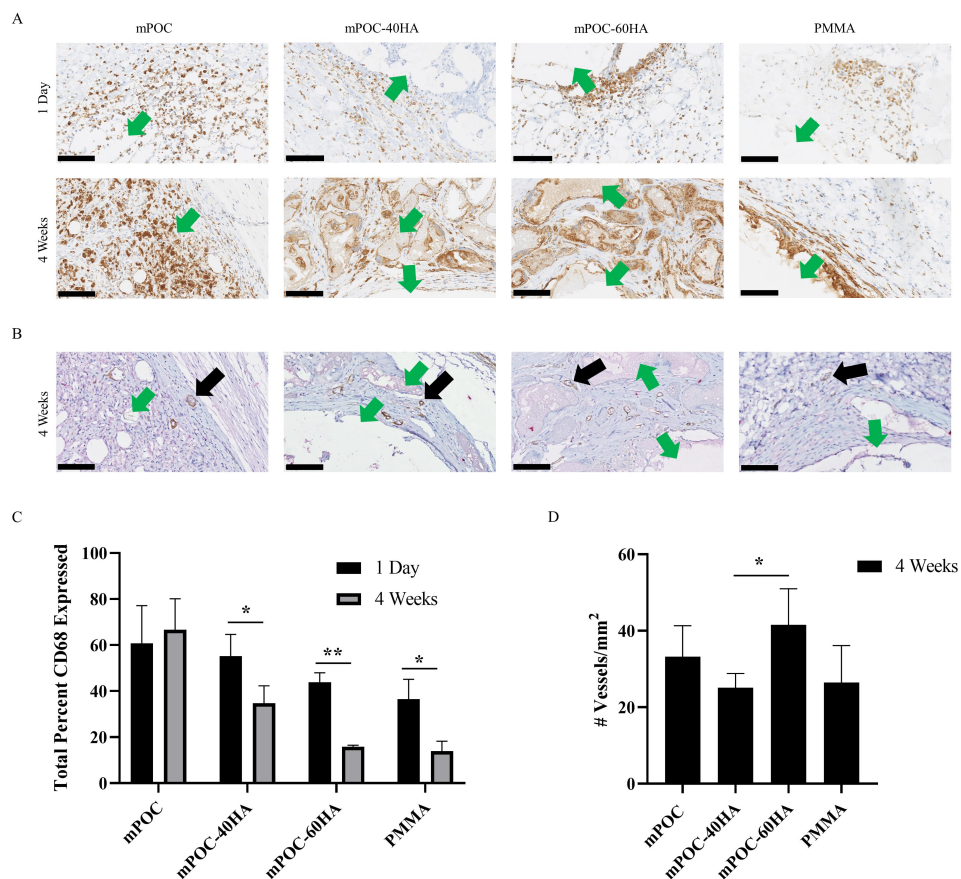 A
mPOC
mPOC-40HA
mPOC-60HA
PMMA
1 Day
4 Weeks
B
4 Weeks
C
D
Total Percent CD68 Expressed
100
80
60
40
20
0
1 Day
4 Weeks
*
**
*
mPOC
mPOC-40HA
mPOC-60HA
PMMA
# Vessels/mm²
60
40
20
0
4 Weeks
*
mPOC
mPOC-40HA
mPOC-60HA
PMMA